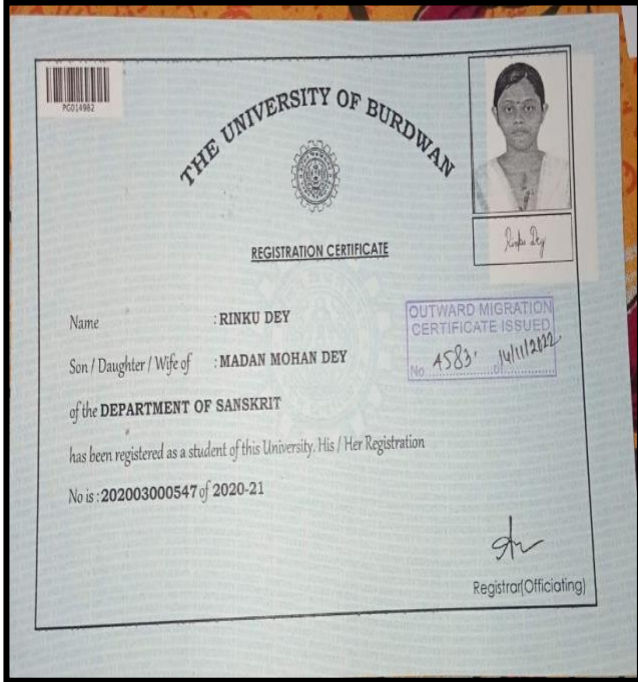 PG014982
THE UNIVERSITY OF BURDWAN
Rinku Dey
REGISTRATION CERTIFICATE
OUTWARD MIGRATION
CERTIFICATE ISSUED
No. 4583. of 14/11/2022
Name : RINKU DEY
Son / Daughter / Wife of : MADAN MOHAN DEY
of the DEPARTMENT OF SANSKRIT
has been registered as a student of this University. His / Her Registration
No is : 202003000547 of 2020-21
Registrar(Officiating)